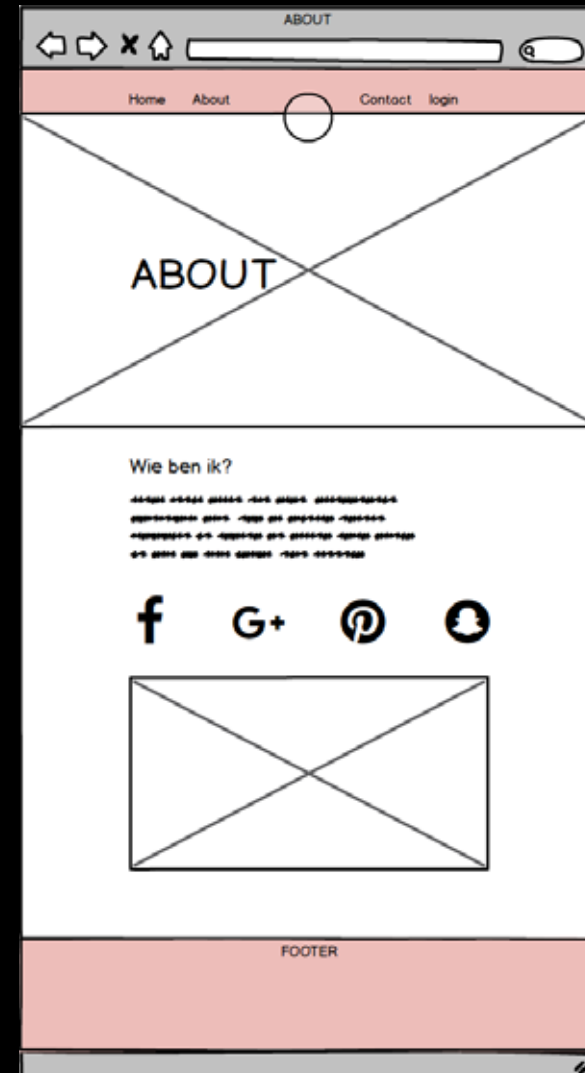 ABOUT
Home About Contact login
ABOUT
Wie ben ik?
f G+
FOOTER